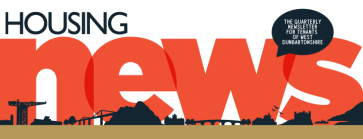 HOUSING
news
THE QUARTERLY
NEWSLETTER
FOR TENANTS
OF WEST
DUNBARTONSHIRE